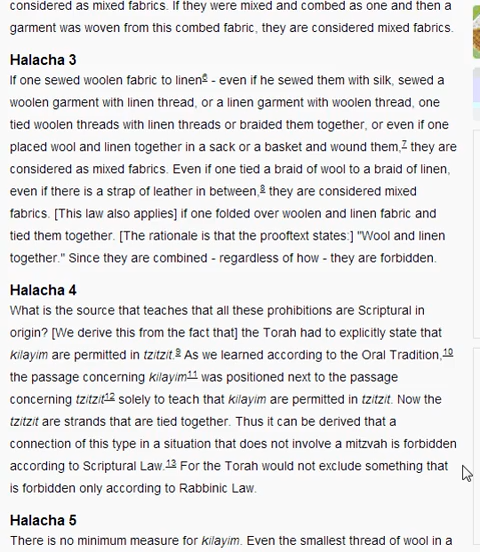 considered as mixed fabrics. If they were mixed and combed as one and then a
garment was woven from this combed fabric, they are considered mixed fabrics.
Halacha 3
If one sewed woolen fabric to linen6 - even if he sewed them with silk, sewed a
woolen garment with linen thread, or a linen garment with woolen thread, one
tied woolen threads with linen threads or braided them together, or even if one
placed wool and linen together in a sack or a basket and wound them,7 they are
considered as mixed fabrics. Even if one tied a braid of wool to a braid of linen,
even if there is a strap of leather in between,8 they are considered mixed
fabrics. [This law also applies] if one folded over woolen and linen fabric and
tied them together. [The rationale is that the prooftext states:] "Wool and linen
together." Since they are combined - regardless of how - they are forbidden.
Halacha 4
What is the source that teaches that all these prohibitions are Scriptural in
origin? [We derive this from the fact that] the Torah had to explicitly state that
kilayim are permitted in tzitzit.9 As we learned according to the Oral Tradition,10
the passage concerning kilayim11 was positioned next to the passage
concerning tzitzit12 solely to teach that kilayim are permitted in tzitzit. Now the
tzitzit are strands that are tied together. Thus it can be derived that a
connection of this type in a situation that does not involve a mitzvah is forbidden
according to Scriptural Law.13 For the Torah would not exclude something that
is forbidden only according to Rabbinic Law.
Halacha 5
There is no minimum measure for kilayim. Even the smallest thread of wool in a